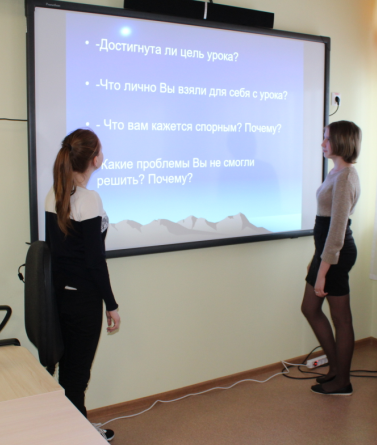 • -Достигнута ли цель урока?
• -Что лично Вы взяли для себя с урока?
• - Что вам кажется спорным? Почему?
Какие проблемы Вы не смогли
решить? Почему?